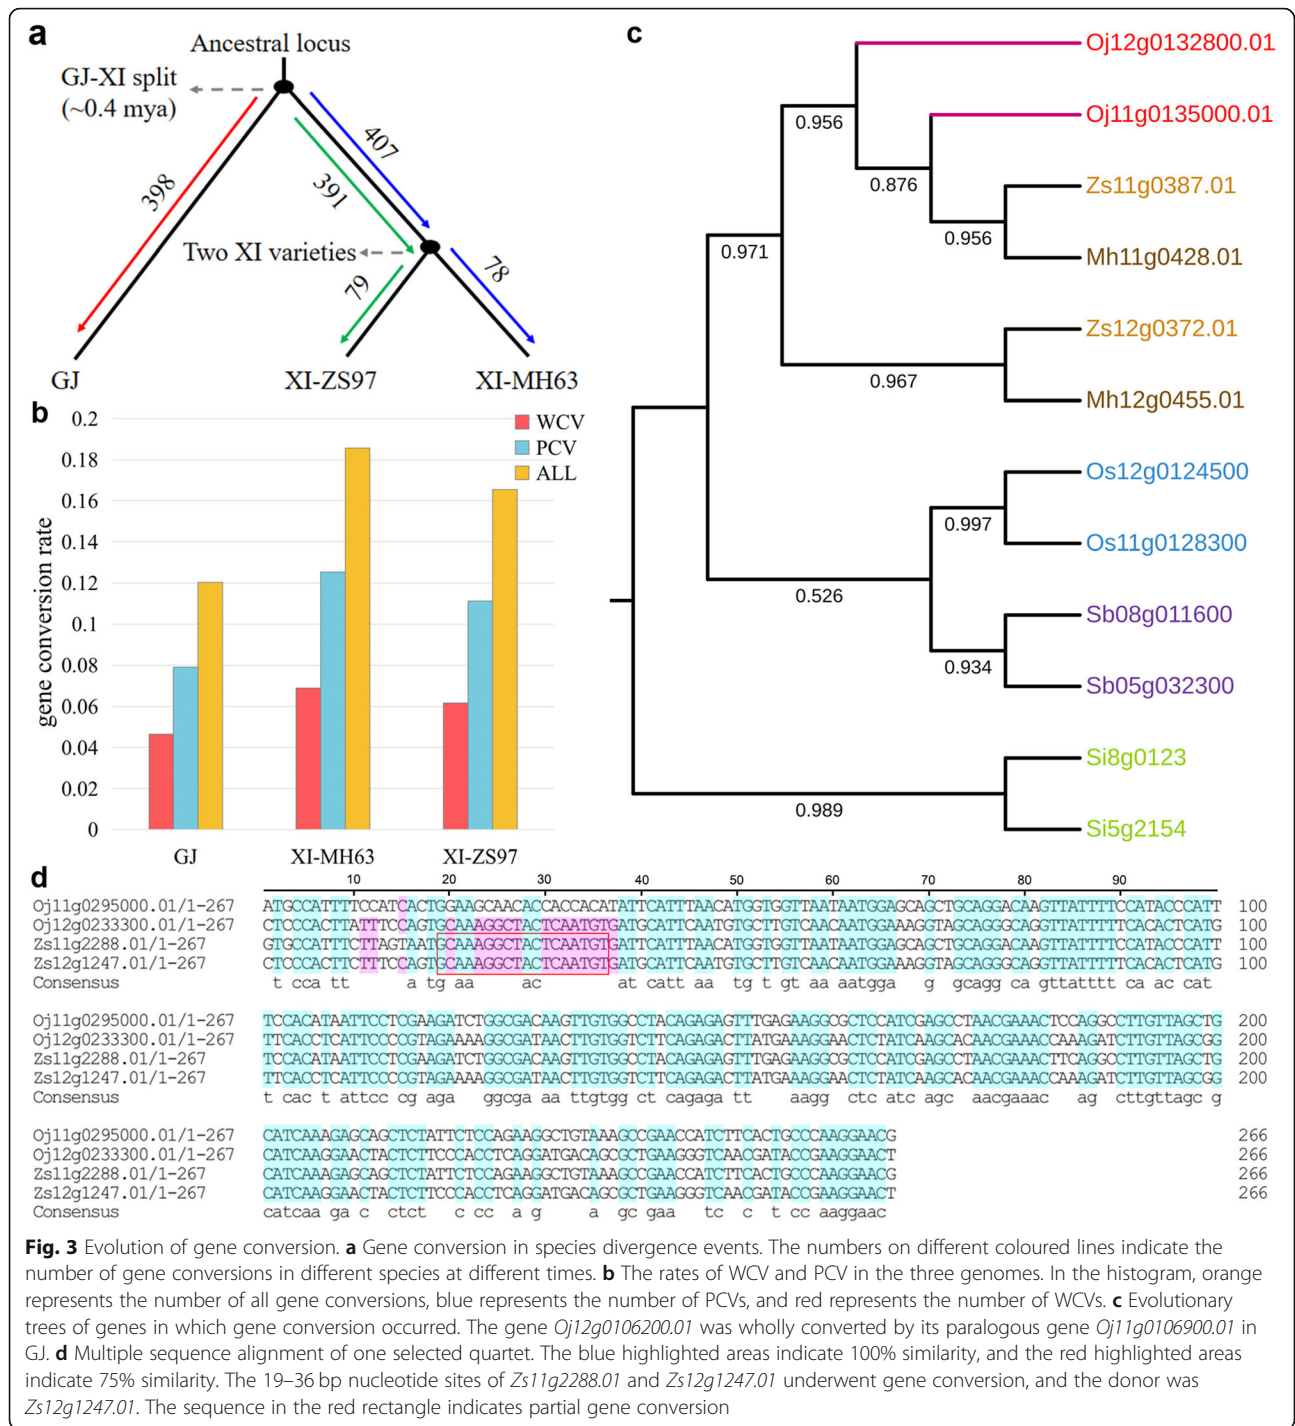 a
Ancestral locus
GJ-XI split
(~0.4 mya)
398
407
391
Two XI varieties
79
78
GJ
XI-ZS97
XI-MH63
b
0.2
0.18
0.16
0.14
0.12
0.1
0.08
0.06
0.04
0.02
0
gene conversion rate
WCV
PCV
ALL
GJ
XI-MH63
XI-ZS97
c
Oj12g0132800.01
Oj11g0135000.01
Zs11g0387.01
Mh11g0428.01
Zs12g0372.01
Mh12g0455.01
Os12g0124500
Os11g0128300
Sb08g011600
Sb05g032300
Si8g0123
Si5g2154
0.956
0.876
0.956
0.971
0.967
0.997
0.526
0.934
0.989
d
10 20 30 40 50 60 70 80 90
Oj11g0295000.01/1-267 ATGCCATTTTCCATCACTGGAAGCAACACCACCACATATTCATTTAACATGGTGGTTAATAATGGAGCAGCTGCAGGACAAGTTATTTTCCATACCCATT 100
Oj12g0233300.01/1-267 CTCCCACTTATTTCCAGTGCAAAGGCTACTCAATGTGATGCATTCAATGTGCTTGTCAACAATGGAAAGGTAGCAGGGCAGGTTATTTTTCACACTCATG 100
Zs11g2288.01/1-267 GTGCCATTTCTTAGTAATGCAAAGGCTACTCAATGTGATTCATTTAACATGGTGGTTAATAATGGAGCAGCTGCAGGACAAGTTATTTTCCATACCCATT 100
Zs12g1247.01/1-267 CTCCCACTTCTTTCCAGTGCAAAGGCTACTCAATGTGATGCATTCAATGTGCTTGTCAACAATGGAAAGGTAGCAGGGCAGGTTATTTTTCACACTCATG 100
Consensus t cca tt a tg aa ac at catt aa tg t gt aa aatgga g gcagg ca gttatttt ca ac cat
Oj11g0295000.01/1-267 TCCACATAATTCCTCGAAGATCTGGCGACAAGTTGTGGCCTACAGAGAGTTTGAGAAGGCGCTCCATCGAGCCTAACGAAACTCCAGGCCTTGTTAGCTG 200
Oj12g0233300.01/1-267 TTCACCTCATTCCCCGTAGAAAAGGCGATAACTTGTGGTCTTCAGAGACTTATGAAAGGAACTCTATCAAGCACAACGAAACCAAAGATCTTGTTAGCGG 200
Zs11g2288.01/1-267 TCCACATAATTCCTCGAAGATCTGGCGACAAGTTGTGGCCTACAGAGAGTTTGAGAAGGCGCTCCATCGAGCCTAACGAAACTTCAGGCCTTGTTAGCTG 200
Zs12g1247.01/1-267 TTCACCTCATTCCCCGTAGAAAAGGCGATAACTTGTGGTCTTCAGAGACTTATGAAAGGAACTCTATCAAGCACAACGAAACCAAAGATCTTGTTAGCGG 200
Consensus t cac t attcc cg aga ggcga aa ttgtgg ct cagaga tt aagg ctc atc agc aacgaaac ag cttgttagc g
Oj11g0295000.01/1-267 CATCAAAGAGCAGCTCTATTCTCCAGAAGGCTGTAAAGCCGAACCATCTTCACTGCCCAAGGAACG 266
Oj12g0233300.01/1-267 CATCAAGGAACTACTCTTCCCACCTCAGGATGACAGCGCTGAAGGGTCAACGATACCGAAGGAACT 266
Zs11g2288.01/1-267 CATCAAAGAGCAGCTCTATTCTCCAGAAGGCTGTAAAGCCGAACCATCTTCACTGCCCAAGGAACG 266
Zs12g1247.01/1-267 CATCAAGGAACTACTCTTCCCACCTCAGGATGACAGCGCTGAAGGGTCAACGATACCGAAGGAACT 266
Consensus catcaa ga c ctct c cc a g a gc gaa tc c t cc aaggaac
Fig. 3 Evolution of gene conversion. a Gene conversion in species divergence events. The numbers on different coloured lines indicate the
number of gene conversions in different species at different times. b The rates of WCV and PCV in the three genomes. In the histogram, orange
represents the number of all gene conversions, blue represents the number of PCVs, and red represents the number of WCVs. c Evolutionary
trees of genes in which gene conversion occurred. The gene Oj12g0106200.01 was wholly converted by its paralogous gene Oj11g0106900.01 in
GJ. d Multiple sequence alignment of one selected quartet. The blue highlighted areas indicate 100% similarity, and the red highlighted areas
indicate 75% similarity. The 19–36 bp nucleotide sites of Zs11g2288.01 and Zs12g1247.01 underwent gene conversion, and the donor was
Zs12g1247.01. The sequence in the red rectangle indicates partial gene conversion